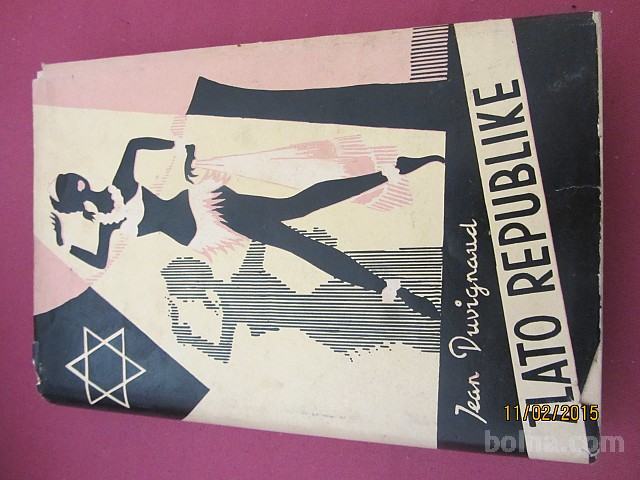 Jean Duvignaud
ZLATO REPUBLIKE
11/02/2015
bolha.com